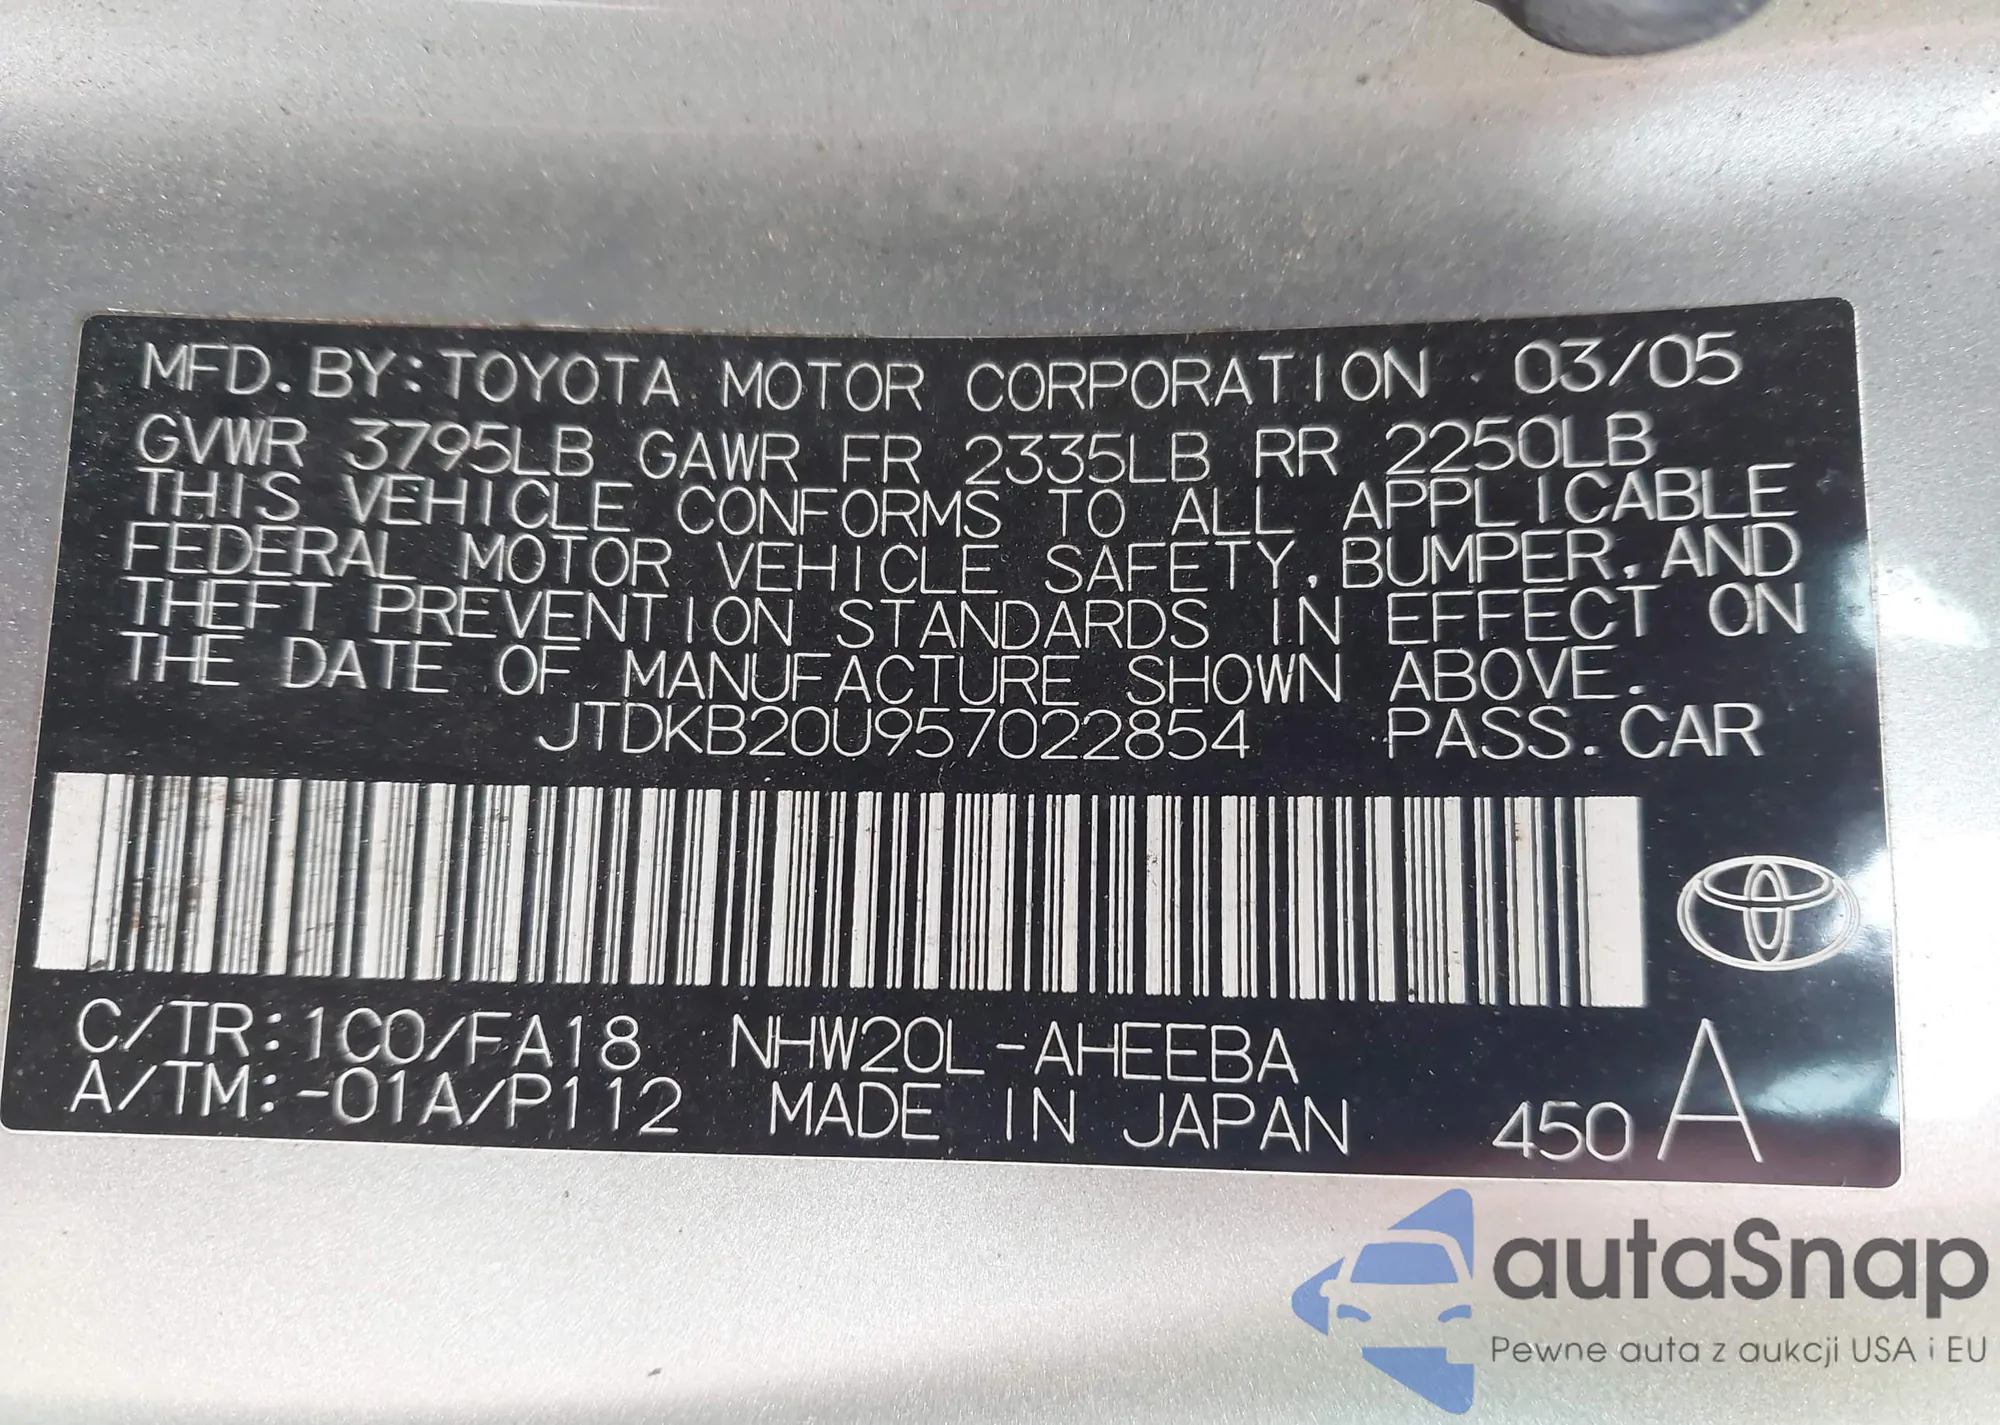 MFD. BY: TOYOTA MOTOR CORPORATION 03/05
GVWR 3795LB GAWR FR 2335LB RR 2250LB
THIS VEHICLE CONFORMS TO ALL APPLICABLE
FEDERAL MOTOR VEHICLE SAFETY, BUMPER, AND
THEFT PREVENTION STANDARDS IN EFFECT ON
THE DATE OF MANUFACTURE SHOWN ABOVE.
JTDKB20U957022854 PASS. CAR
C/TR: 1C0/FA18 NHW20L-AHEEBA
A/TM: -01A/P112 MADE IN JAPAN 450 A
autaSnap
Pewne auta z aukcji USA i EU